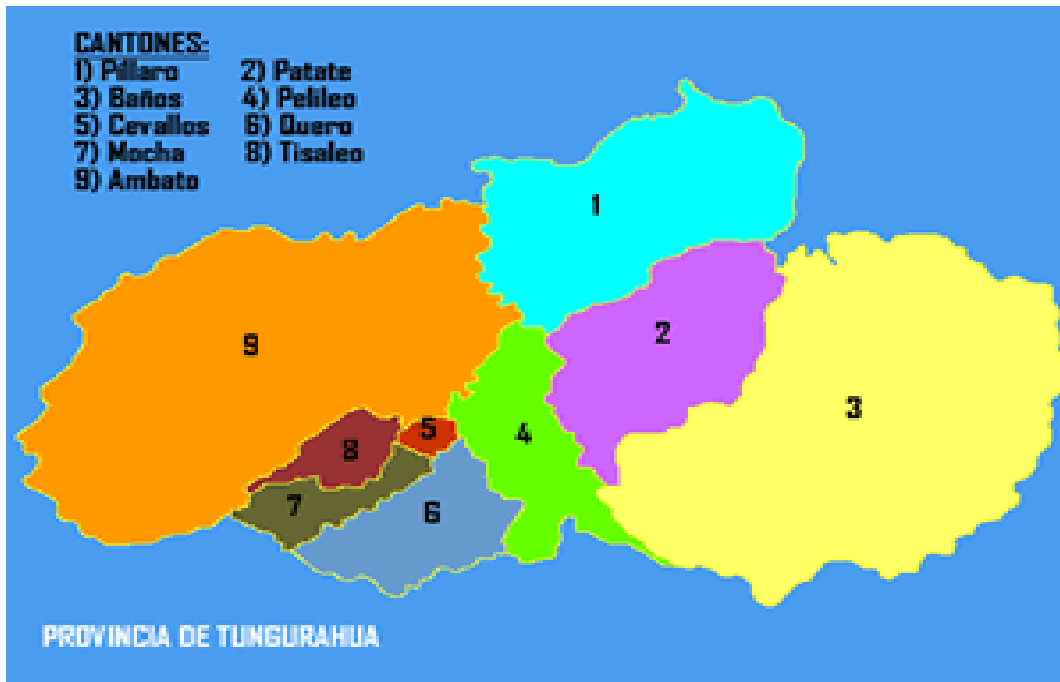 CANTONES:
1) Píllaro 2) Patate
3) Baños 4) Pelileo
5) Cevallos 6) Quero
7) Mocha 8) Tisaleo
9) Ambato
1
2
9
3
5
4
8
7
6
PROVINCIA DE TUNGURAHUA